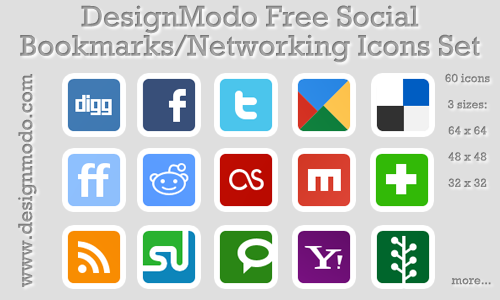 DesignModo Free Social
Bookmarks/Networking Icons Set
www.designmodo.com
digg
f
t
60 icons
3 sizes:
64 x 64
48 x 48
32 x 32
ff
m
Y!
more...